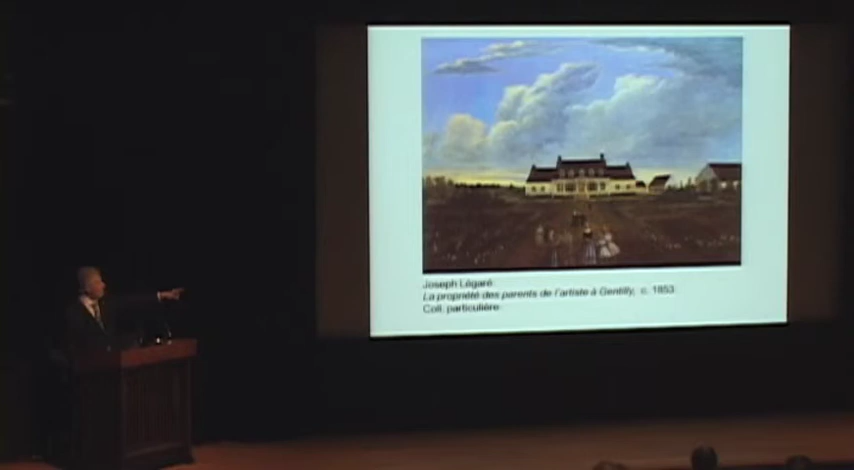 Joseph Légaré
La propriété des parents de l'artiste à Gentilly, c. 1853
Coll. particulière